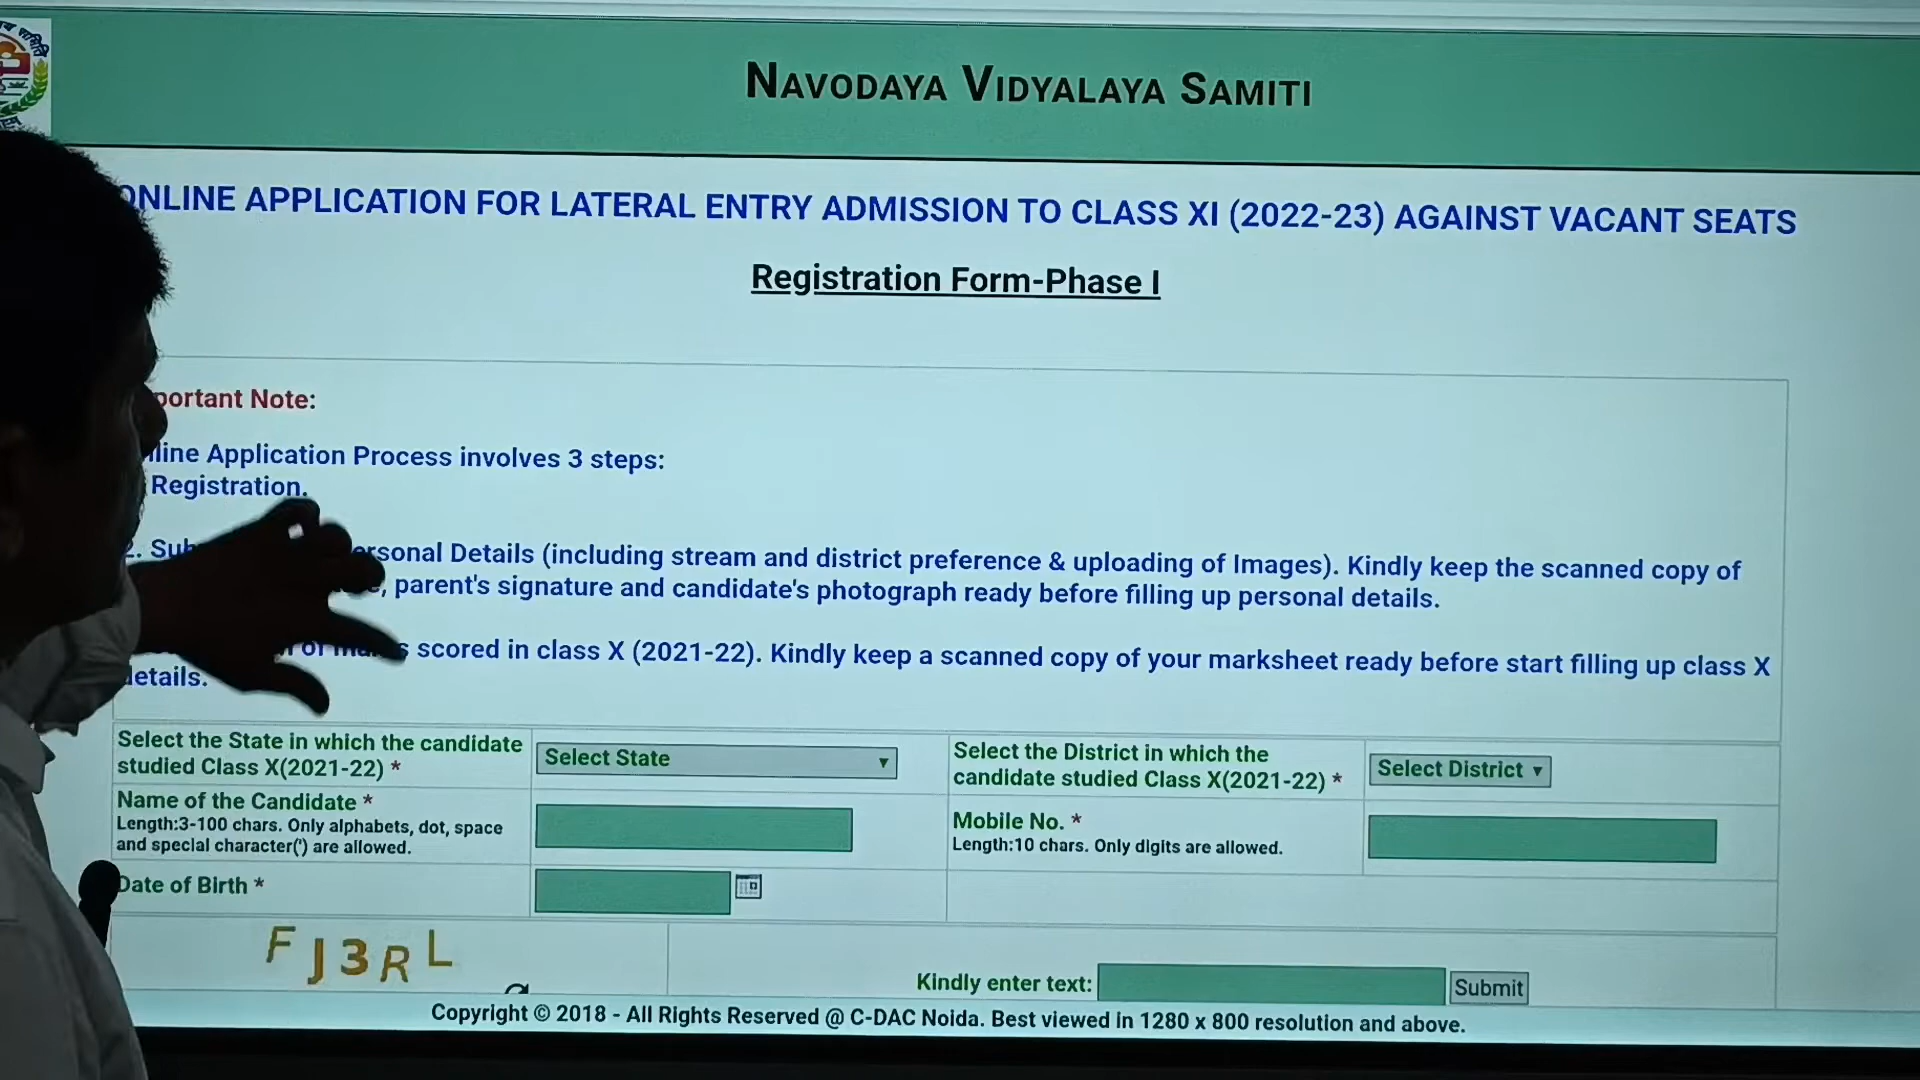 NAVODAYA VIDYALAYA SAMITI
ONLINE APPLICATION FOR LATERAL ENTRY ADMISSION TO CLASS XI (2022-23) AGAINST VACANT SEATS
Registration Form-Phase I
portant Note:
line Application Process involves 3 steps:
Registration.
2. Sub ersonal Details (including stream and district preference & uploading of Images). Kindly keep the scanned copy of
, parent's signature and candidate's photograph ready before filling up personal details.
scored in class X (2021-22). Kindly keep a scanned copy of your marksheet ready before start filling up class X
details.
Select the State in which the candidate studied Class X(2021-22) *
Select State
Select the District in which the candidate studied Class X(2021-22) *
Select District
Name of the Candidate *
Length:3-100 chars. Only alphabets, dot, space
and special character(') are allowed.
Mobile No. *
Length:10 chars. Only digits are allowed.
Date of Birth *
FJ3RL
Kindly enter text:
Submit
Copyright © 2018 - All Rights Reserved @ C-DAC Noida. Best viewed in 1280 x 800 resolution and above.